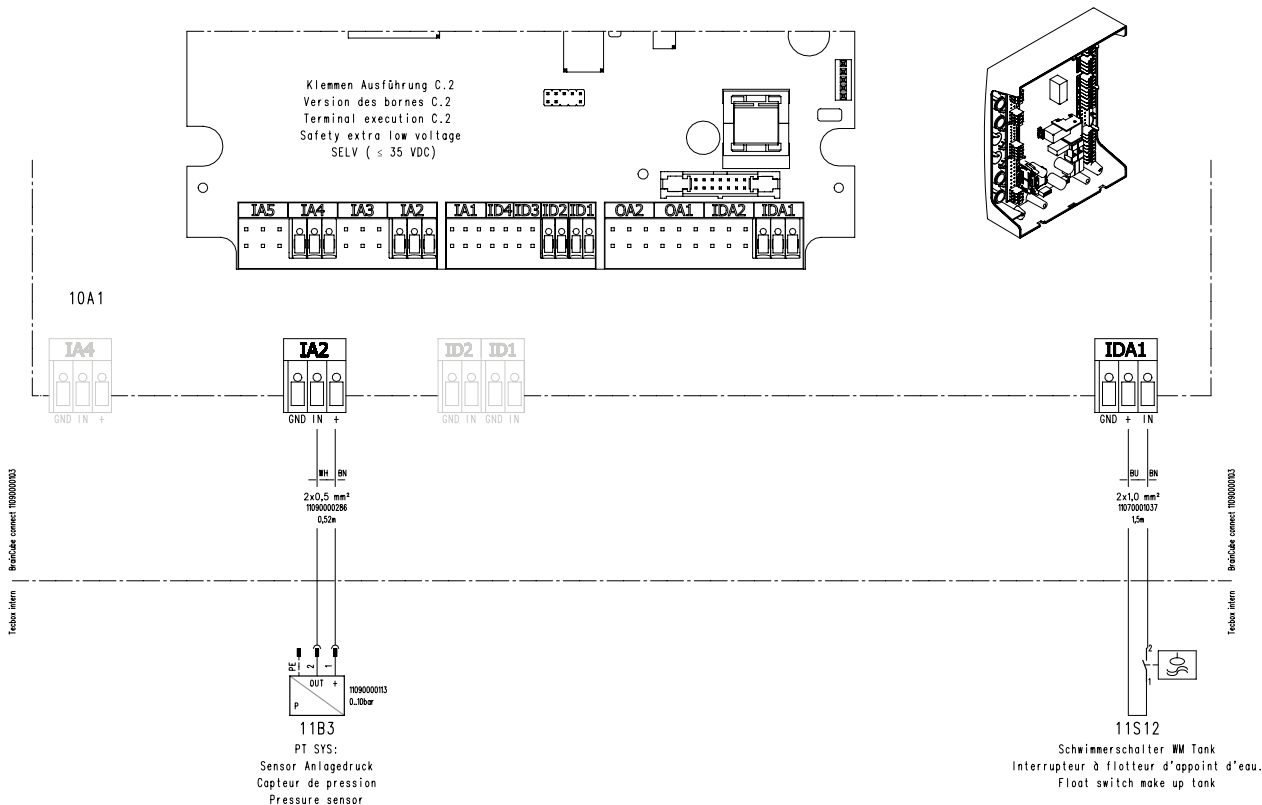 Klemmen Ausführung C.2
Version des bornes C.2
Terminal execution C.2
Safety extra low voltage
SELV ( ≤ 35 VDC)
IA5 IA4 IA3 IA2 IA1 ID4 ID3 ID2 ID1 OA2 OA1 IDA2 IDA1
10A1
IA4
GND IN +
IA2
GND IN +
ID2 ID1
GND IN GND IN
IDA1
GND + IN
WH BN
2x0,5 mm²
11090000286
0,52m
BU BN
2x1,0 mm²
11070001037
1,5m
BrainCube connect 11090000103
Tecbox intern
BrainCube connect 11090000103
Tecbox intern
PE 2 1
OUT +
P
11090000113
0..10bar
11B3
PT SYS:
Sensor Anlagedruck
Capteur de pression
Pressure sensor
2
1
11S12
Schwimmerschalter WM Tank
Interrupteur à flotteur d'appoint d'eau.
Float switch make up tank